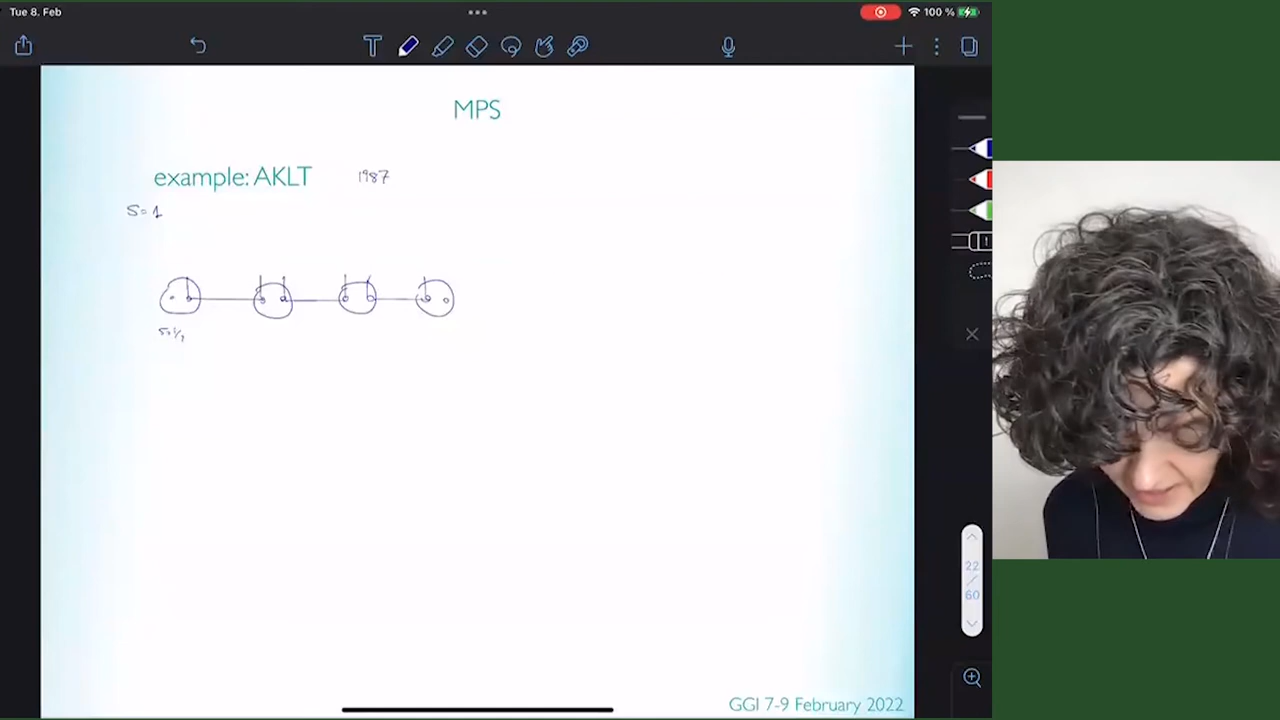 Tue 8. Feb
100 %
MPS
example: AKLT 1987
S=1
S=1/2
22
/
60
GGI 7-9 February 2022